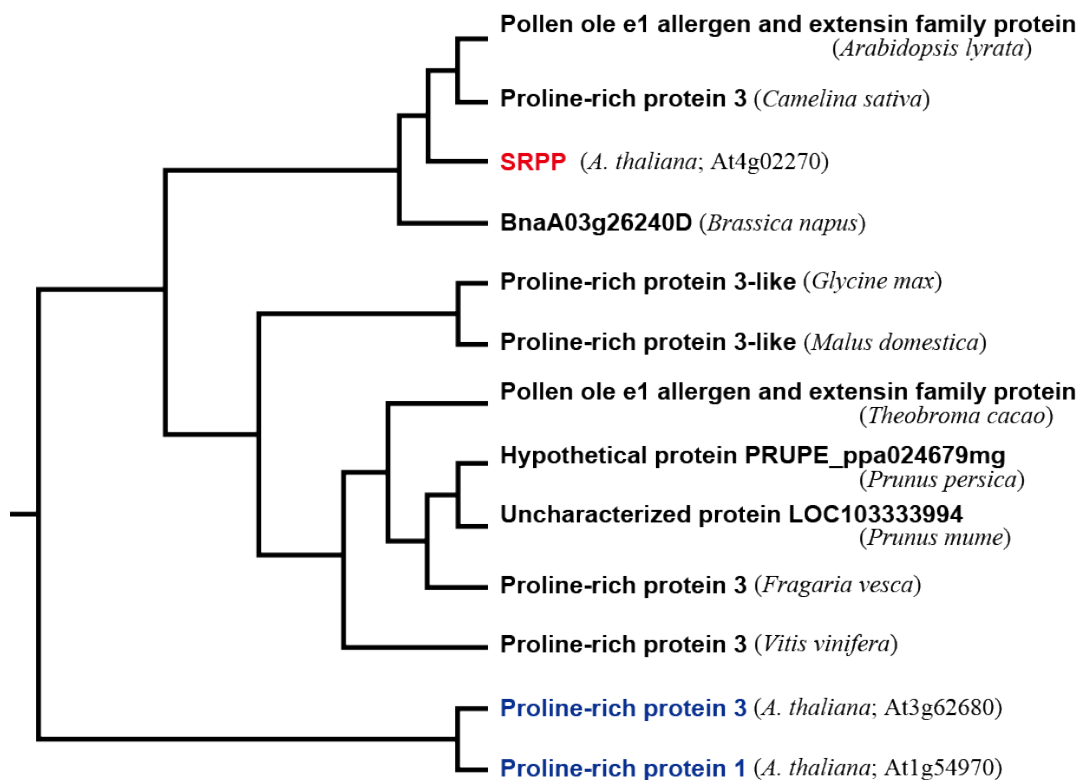 Pollen ole e1 allergen and extensin family protein
(Arabidopsis lyrata)
Proline-rich protein 3 (Camelina sativa)
SRPP (A. thaliana; At4g02270)
BnaA03g26240D (Brassica napus)
Proline-rich protein 3-like (Glycine max)
Proline-rich protein 3-like (Malus domestica)
Pollen ole e1 allergen and extensin family protein
(Theobroma cacao)
Hypothetical protein PRUPE_ppa024679mg
(Prunus persica)
Uncharacterized protein LOC103333994
(Prunus mume)
Proline-rich protein 3 (Fragaria vesca)
Proline-rich protein 3 (Vitis vinifera)
Proline-rich protein 3 (A. thaliana; At3g62680)
Proline-rich protein 1 (A. thaliana; At1g54970)